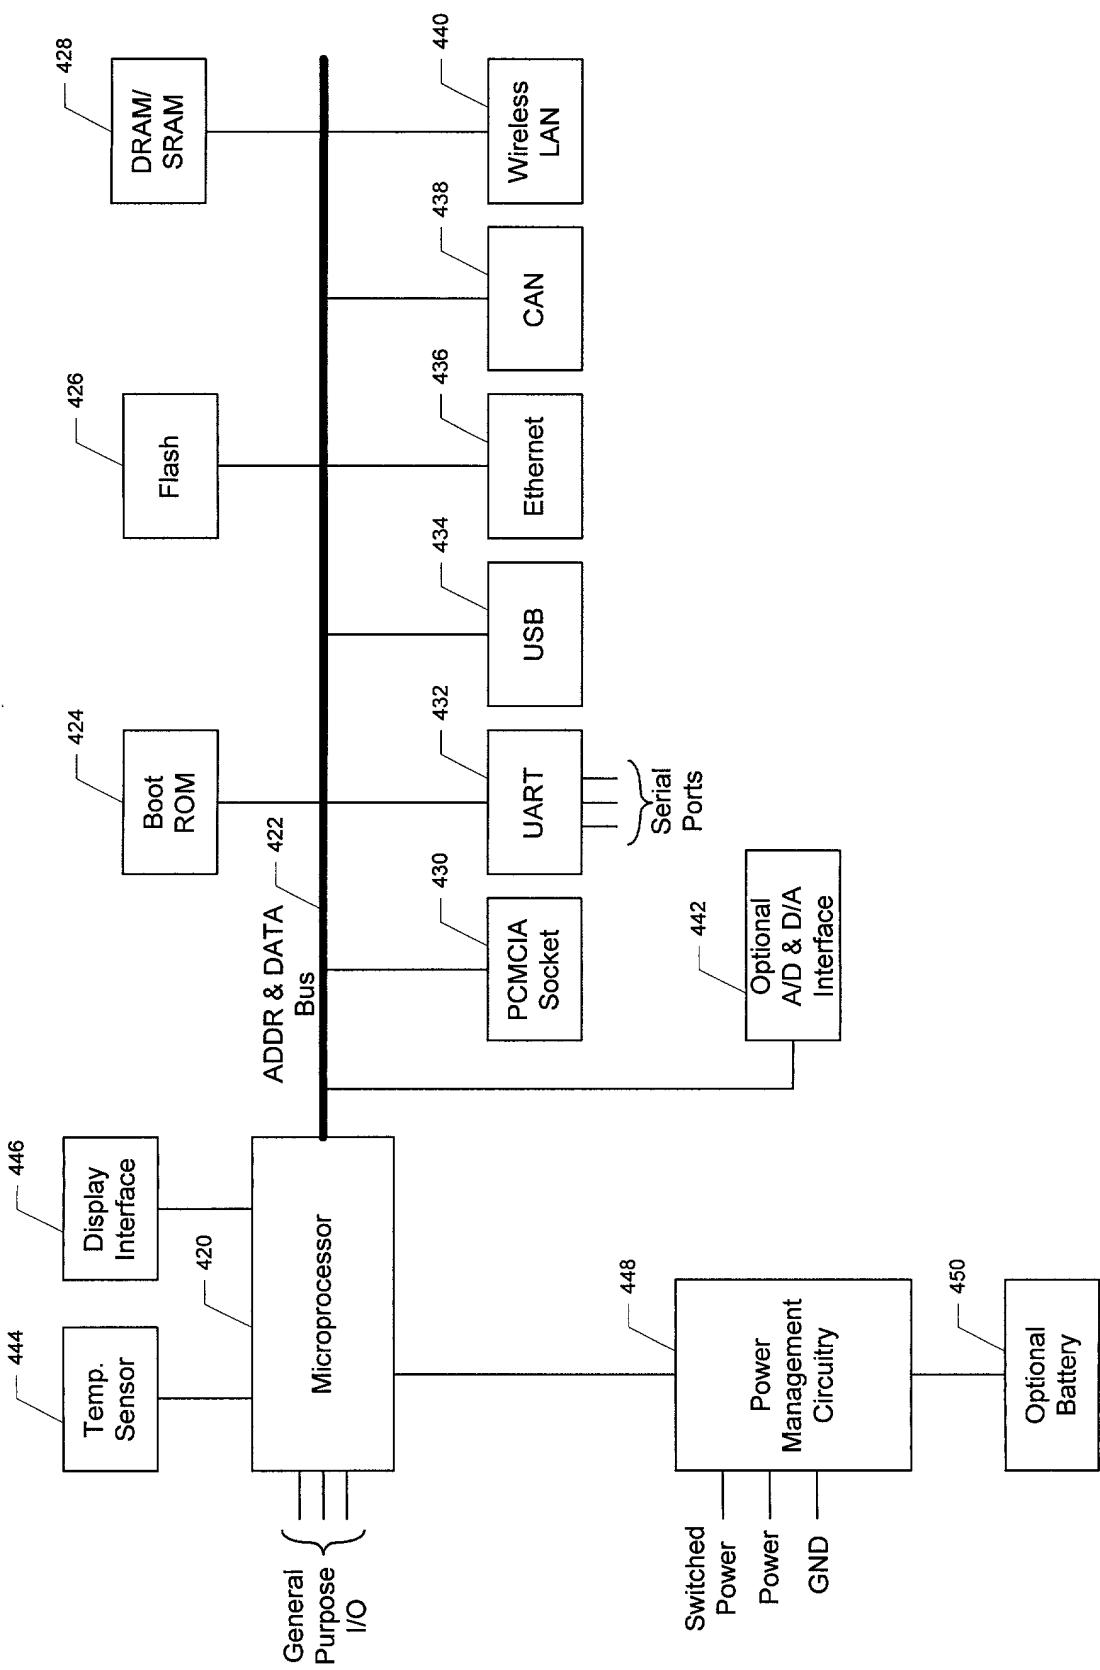 444
Temp.
Sensor
446
Display
Interface
420
Microprocessor
General
Purpose
I/O
424
Boot
ROM
426
Flash
428
DRAM/
SRAM
ADDR & DATA
Bus
422
430
PCMCIA
Socket
432
UART
Serial
Ports
434
USB
436
Ethernet
438
CAN
440
Wireless
LAN
442
Optional
A/D & D/A
Interface
448
Power
Management
Circuitry
Switched
Power
Power
GND
450
Optional
Battery